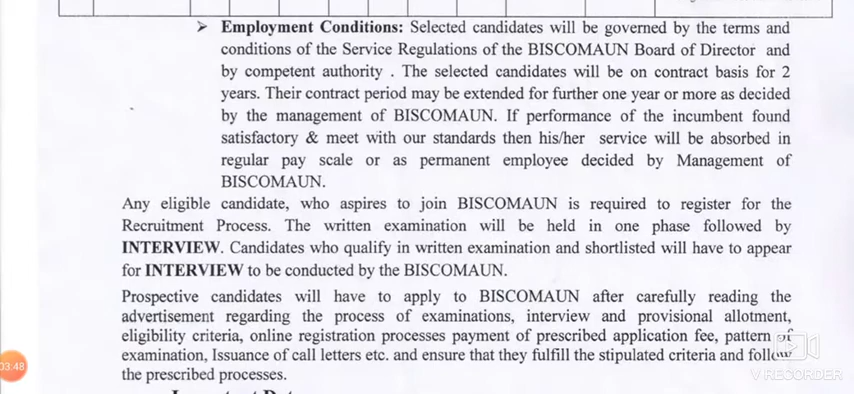 ➤ Employment Conditions: Selected candidates will be governed by the terms and
conditions of the Service Regulations of the BISCOMAUN Board of Director and
by competent authority . The selected candidates will be on contract basis for 2
years. Their contract period may be extended for further one year or more as decided
by the management of BISCOMAUN. If performance of the incumbent found
satisfactory & meet with our standards then his/her service will be absorbed in
regular pay scale or as permanent employee decided by Management of
BISCOMAUN.
Any eligible candidate, who aspires to join BISCOMAUN is required to register for the
Recruitment Process. The written examination will be held in one phase followed by
INTERVIEW. Candidates who qualify in written examination and shortlisted will have to appear
for INTERVIEW to be conducted by the BISCOMAUN.
Prospective candidates will have to apply to BISCOMAUN after carefully reading the
advertisement regarding the process of examinations, interview and provisional allotment,
eligibility criteria, online registration processes payment of prescribed application fee, pattern of
examination, Issuance of call letters etc. and ensure that they fulfill the stipulated criteria and follow
the prescribed processes.
03:48
V RECORDER